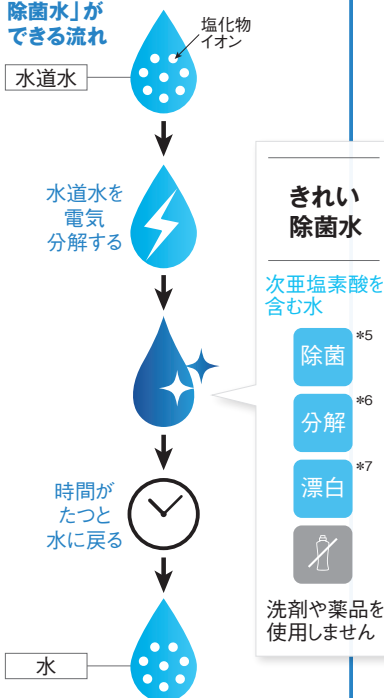 除菌水」が
できる流れ
塩化物
イオン
水道水
水道水を
電気
分解する
きれい
除菌水
次亜塩素酸を
含む水
除菌 *5
分解 *6
漂白 *7
洗剤や薬品を
使用しません
時間が
たつと
水に戻る
水